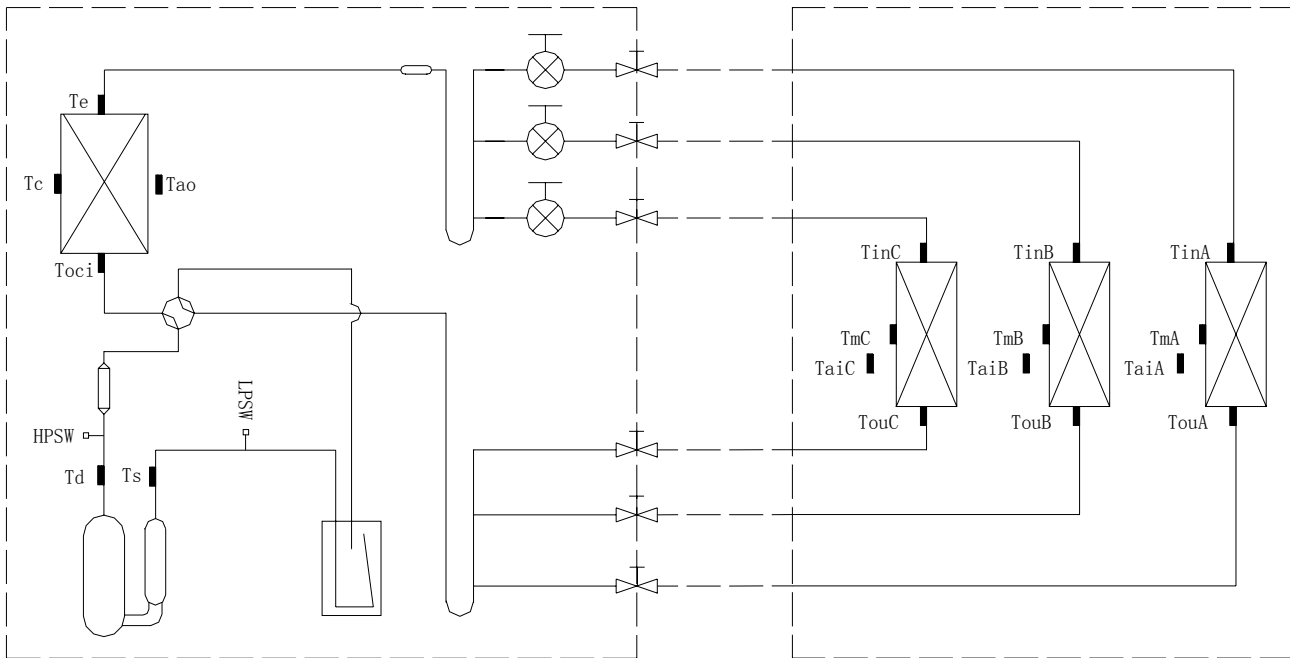 Te
Tc
Tao
Toci
TinC
TinB
TinA
TmC
TmB
TmA
TaiC
TaiB
TaiA
LPSW
TouC
TouB
TouA
HPSW
Td
Ts